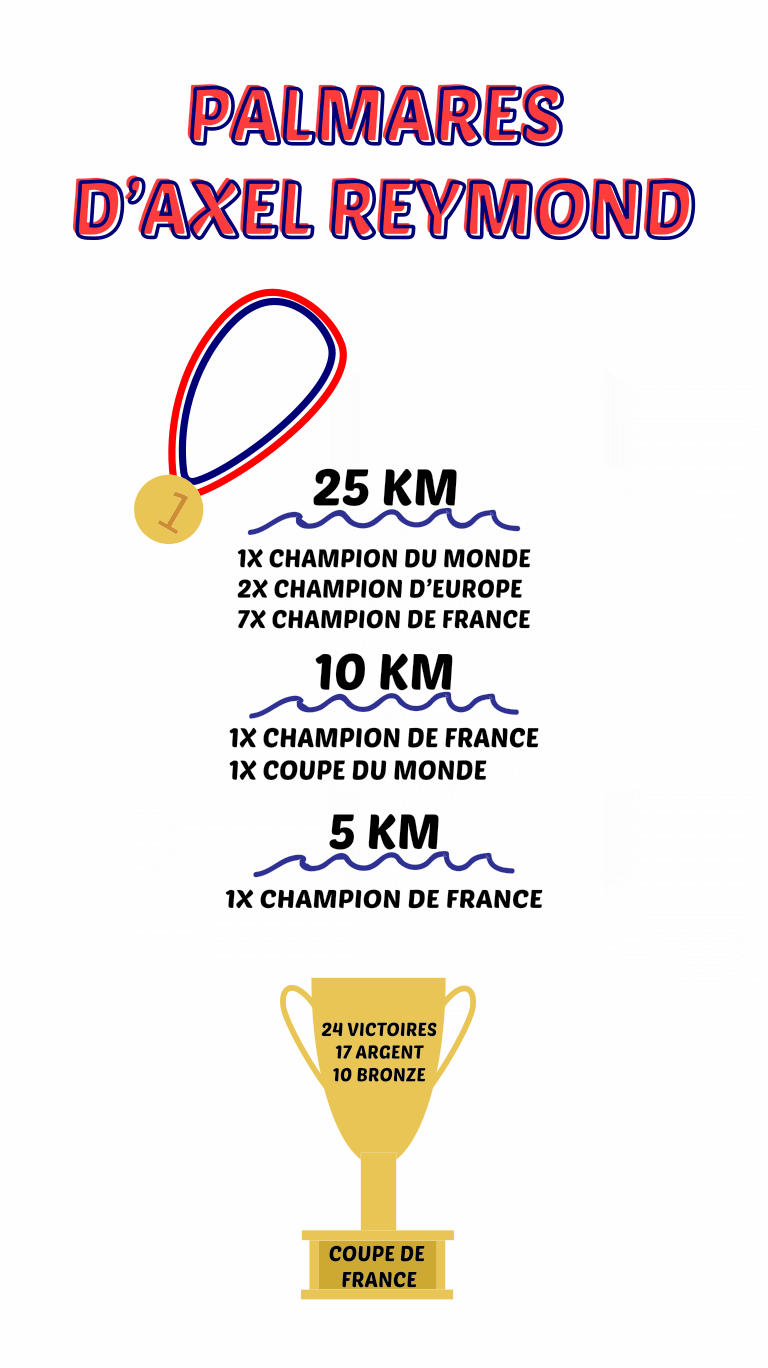 PALMARES
D'AXEL REYMOND
1
25 KM
1X CHAMPION DU MONDE
2X CHAMPION D'EUROPE
7X CHAMPION DE FRANCE
10 KM
1X CHAMPION DE FRANCE
1X COUPE DU MONDE
5 KM
1X CHAMPION DE FRANCE
24 VICTOIRES
17 ARGENT
10 BRONZE
COUPE DE
FRANCE